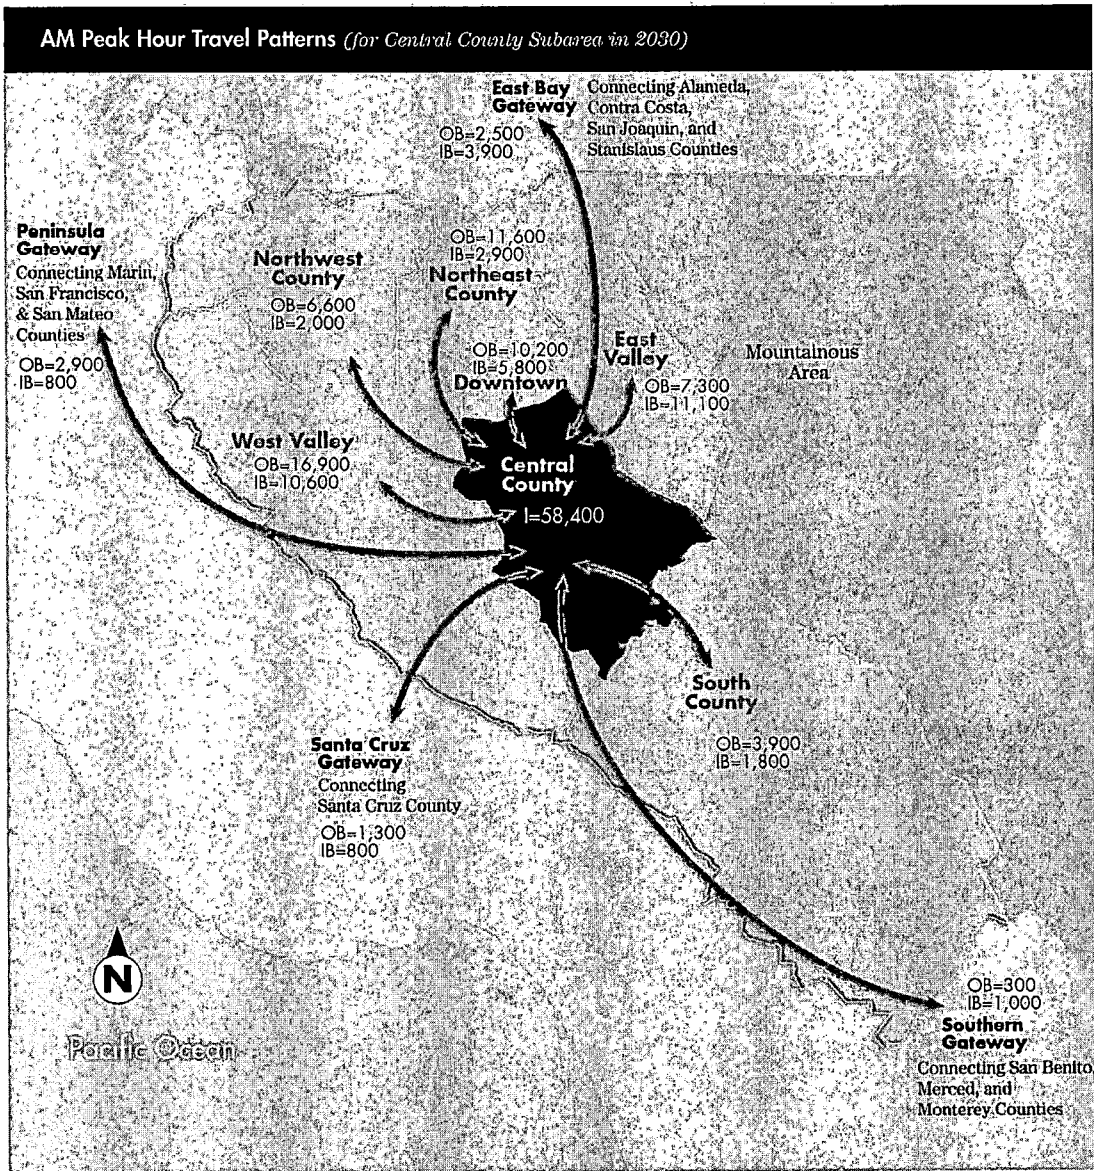 AM Peak Hour Travel Patterns (for Central County Subarea in 2030)
East Bay
Gateway
Connecting Alameda,
Contra Costa,
San Joaquin, and
Stanislaus Counties
OB=2,500
IB=3,900
Peninsula
Gateway
Connecting Marin,
San Francisco,
& San Mateo
Counties
OB=2,900
IB=800
Northwest
County
OB=6,600
IB=2,000
OB=11,600
IB=2,900
Northeast
County
OB=10,200
IB=5,800
Downtown
East
Valley
OB=7,300
IB=11,100
Mountainous
Area
West Valley
OB=16,900
IB=10,600
Central
County
I=58,400
South
County
OB=3,900
IB=1,800
Santa Cruz
Gateway
Connecting
Santa Cruz County
OB=1,300
IB=800
N
Pacific Ocean
OB=300
IB=1,000
Southern
Gateway
Connecting San Benito,
Merced, and
Monterey Counties